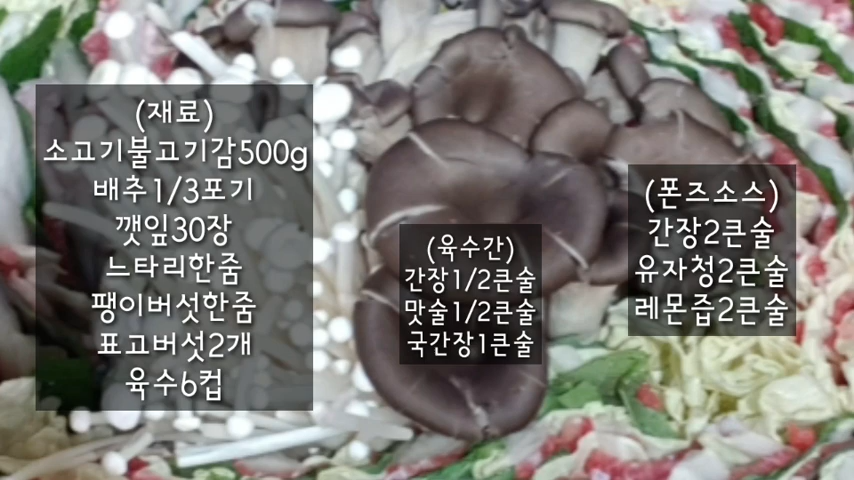 (재료)
소고기불고기감500g
배추1/3포기
깻잎30장
느타리한줌
팽이버섯한줌
표고버섯2개
육수6컵
(육수간)
간장1/2큰술
맛술1/2큰술
국간장1큰술
(폰즈소스)
간장2큰술
유자청2큰술
레몬즙2큰술